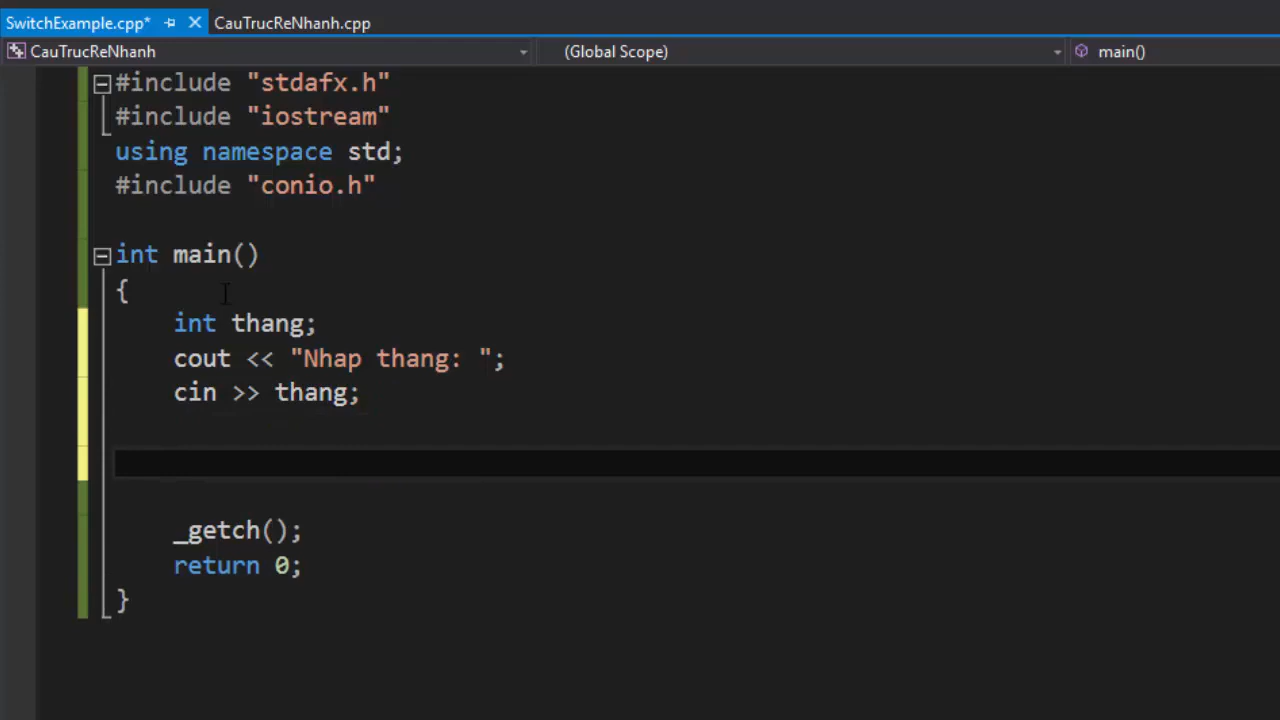 SwitchExample.cpp* CauTrucReNhanh.cpp
CauTrucReNhanh (Global Scope) main()
#include "stdafx.h"
#include "iostream"
using namespace std;
#include "conio.h"
int main()
{
int thang;
cout << "Nhap thang: ";
cin >> thang;
_getch();
return 0;
}